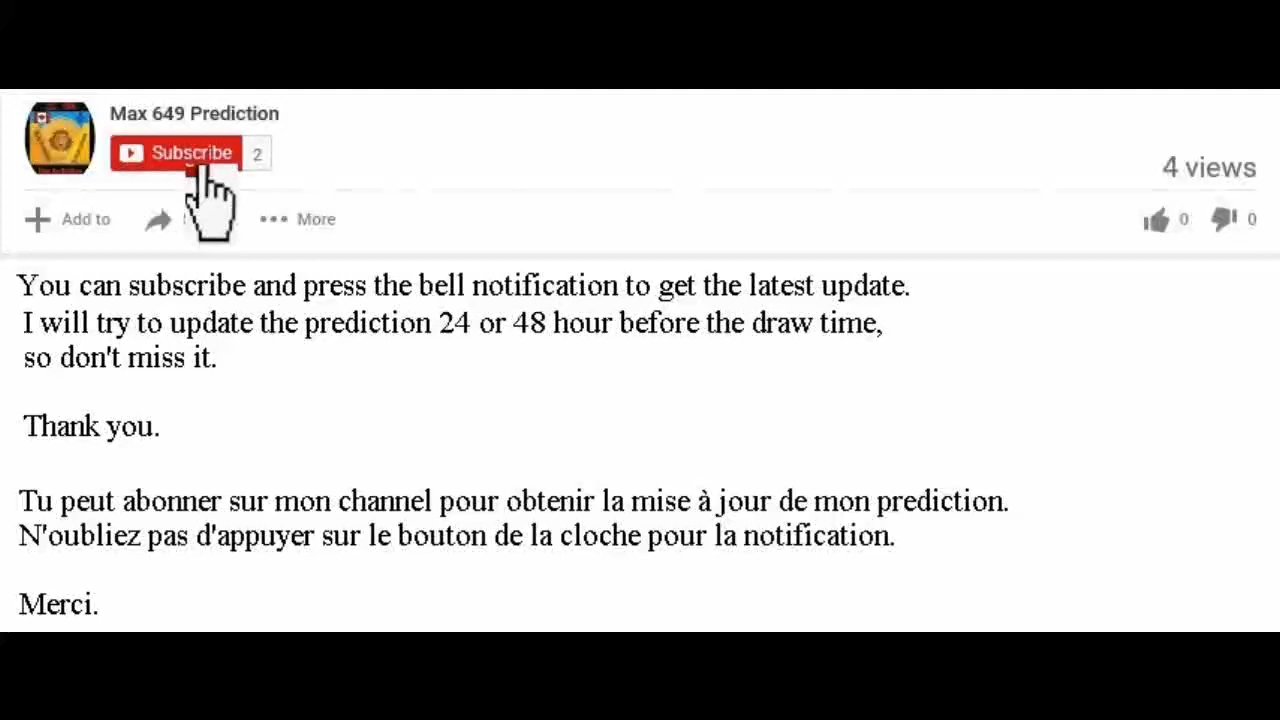 Max 649 Prediction
Subscribe 2
4 views
Add to
More
0 0
You can subscribe and press the bell notification to get the latest update.
I will try to update the prediction 24 or 48 hour before the draw time,
so don't miss it.
Thank you.
Tu peut abonner sur mon channel pour obtenir la mise à jour de mon prediction.
N'oubliez pas d'appuyer sur le bouton de la cloche pour la notification.
Merci.